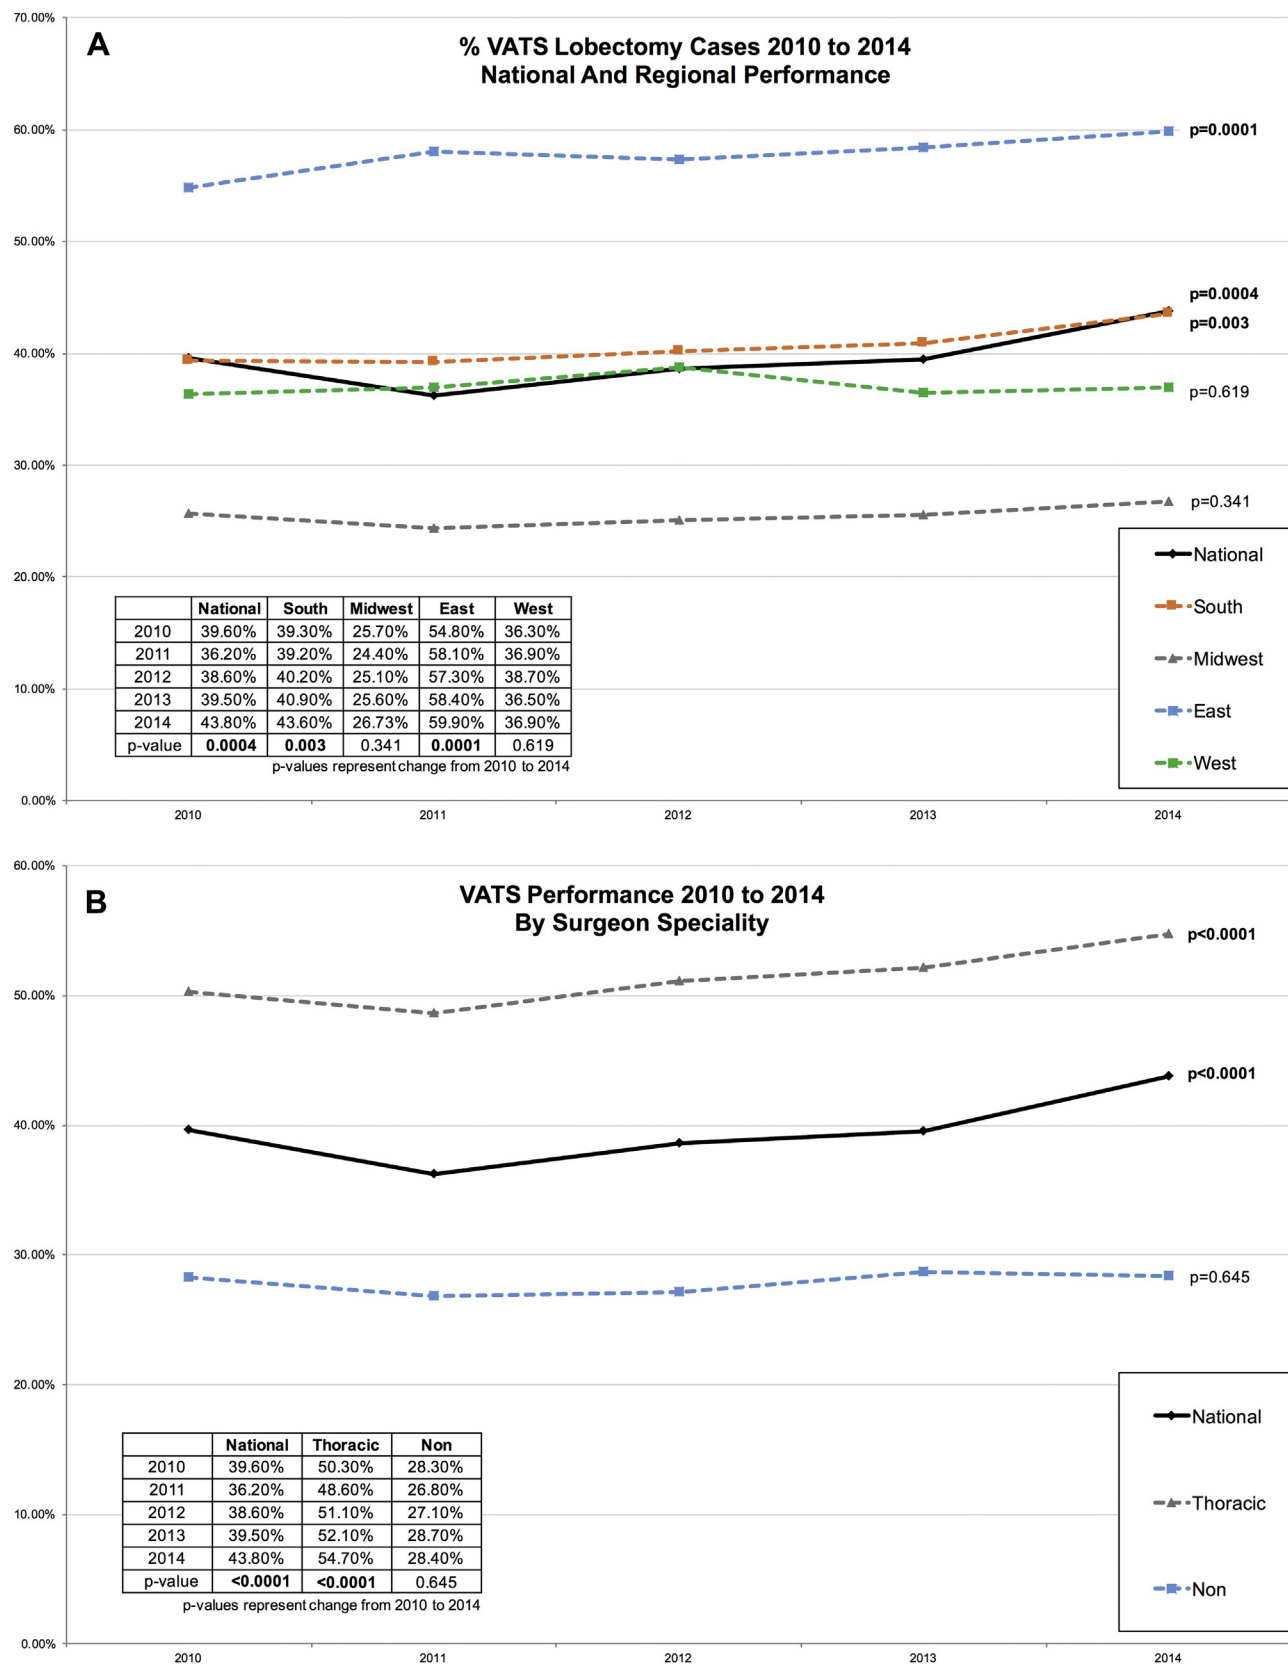 A
% VATS Lobectomy Cases 2010 to 2014
National And Regional Performance
70.00%
60.00%
50.00%
40.00%
30.00%
20.00%
10.00%
0.00%
p=0.0001
p=0.0004
p=0.003
p=0.619
p=0.341
National
South
Midwest
East
West
National South Midwest East West
2010 39.60% 39.30% 25.70% 54.80% 36.30%
2011 36.20% 39.20% 24.40% 58.10% 36.90%
2012 38.60% 40.20% 25.10% 57.30% 38.70%
2013 39.50% 40.90% 25.60% 58.40% 36.50%
2014 43.80% 43.60% 26.73% 59.90% 36.90%
p-value 0.0004 0.003 0.341 0.0001 0.619
p-values represent change from 2010 to 2014
2010 2011 2012 2013 2014
B
VATS Performance 2010 to 2014
By Surgeon Speciality
60.00%
50.00%
40.00%
30.00%
20.00%
10.00%
0.00%
p<0.0001
p<0.0001
p=0.645
National
Thoracic
Non
National Thoracic Non
2010 39.60% 50.30% 28.30%
2011 36.20% 48.60% 26.80%
2012 38.60% 51.10% 27.10%
2013 39.50% 52.10% 28.70%
2014 43.80% 54.70% 28.40%
p-value <0.0001 <0.0001 0.645
p-values represent change from 2010 to 2014
2010 2011 2012 2013 2014